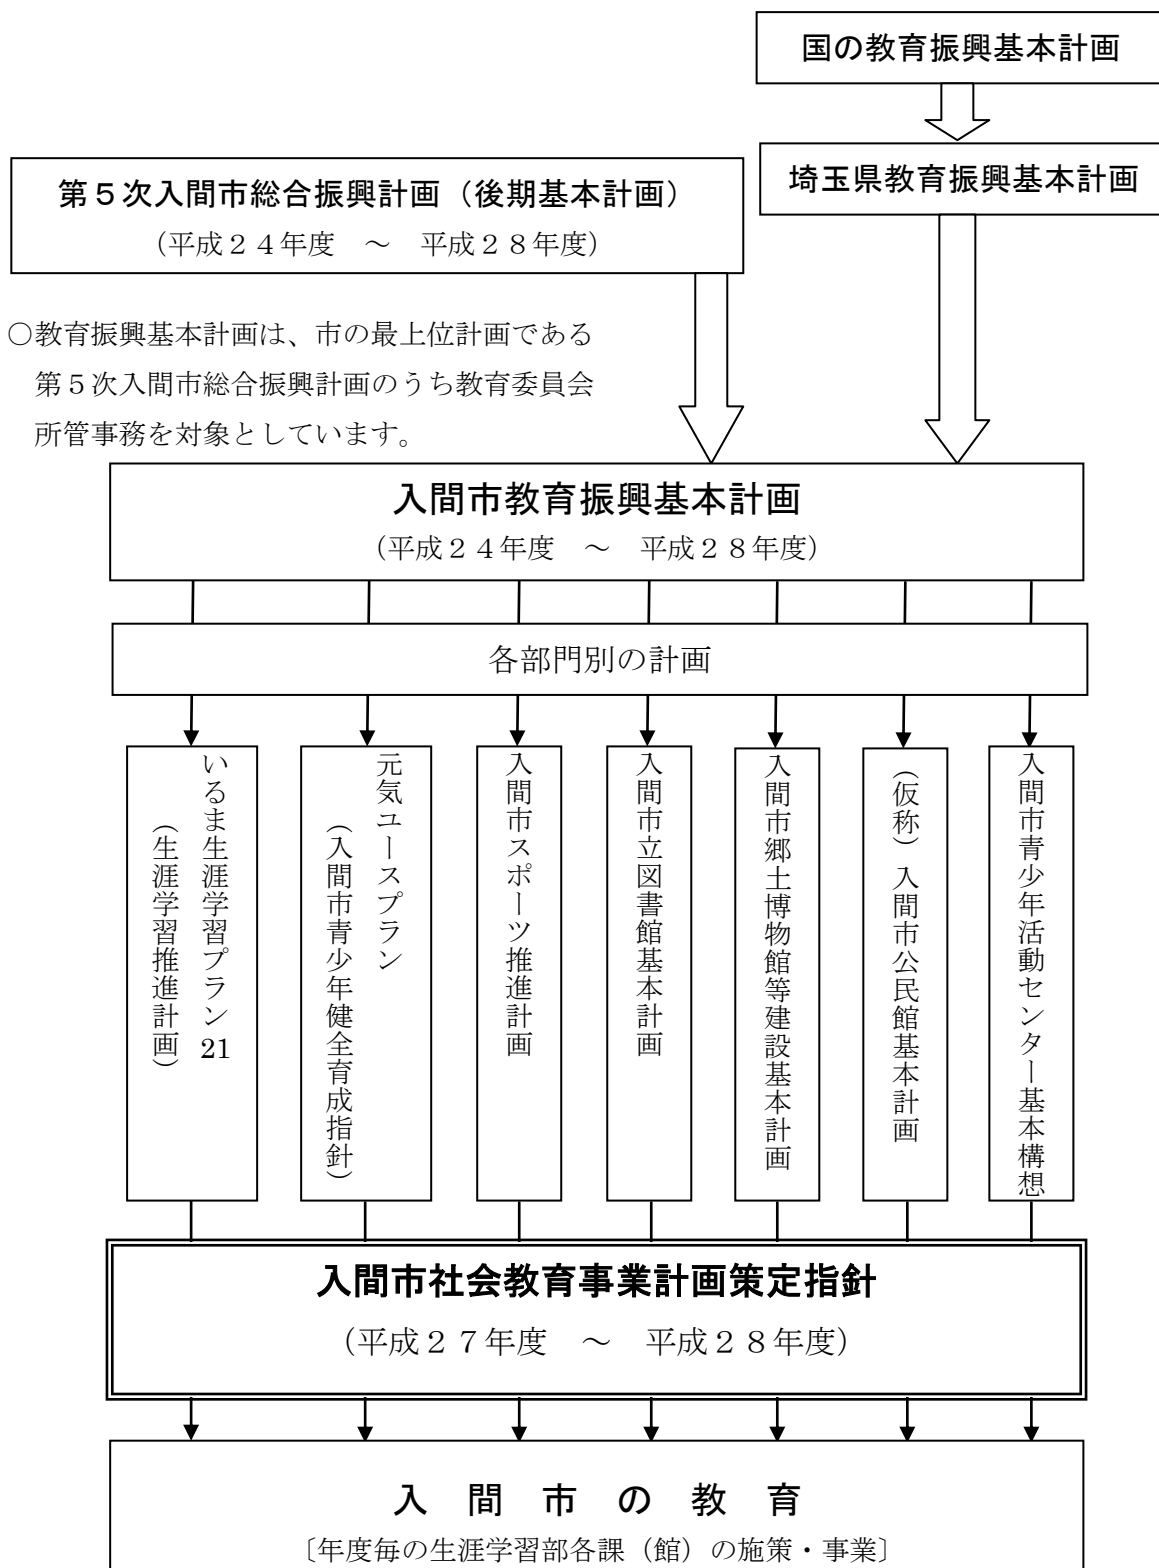 国の教育振興基本計画
埼玉県教育振興基本計画
第５次入間市総合振興計画（後期基本計画）
（平成２４年度　～　平成２８年度）
○教育振興基本計画は、市の最上位計画である
第５次入間市総合振興計画のうち教育委員会
所管事務を対象としています。
入間市教育振興基本計画
（平成２４年度　～　平成２８年度）
各部門別の計画
いるま生涯学習プラン21
（生涯学習推進計画）
元気ユースプラン
（入間市青少年健全育成指針）
入間市スポーツ推進計画
入間市立図書館基本計画
入間市郷土博物館等建設基本計画
（仮称）入間市公民館基本計画
入間市青少年活動センター基本構想
入間市社会教育事業計画策定指針
（平成２７年度　～　平成２８年度）
入　間　市　の　教　育
〔年度毎の生涯学習部各課（館）の施策・事業〕